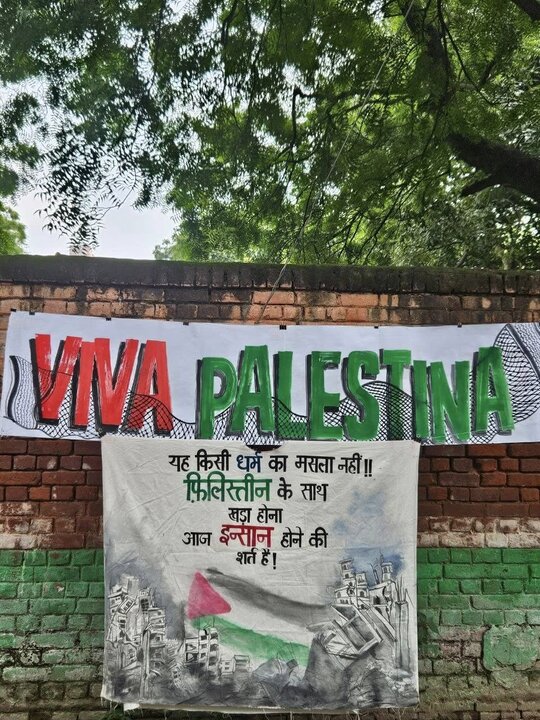 VIVA PALESTINA
यह किसी धर्म का मसला नहीं!!
फ़िलिस्तीन के साथ
खड़ा होना
आज इन्सान होने की
शर्त है!